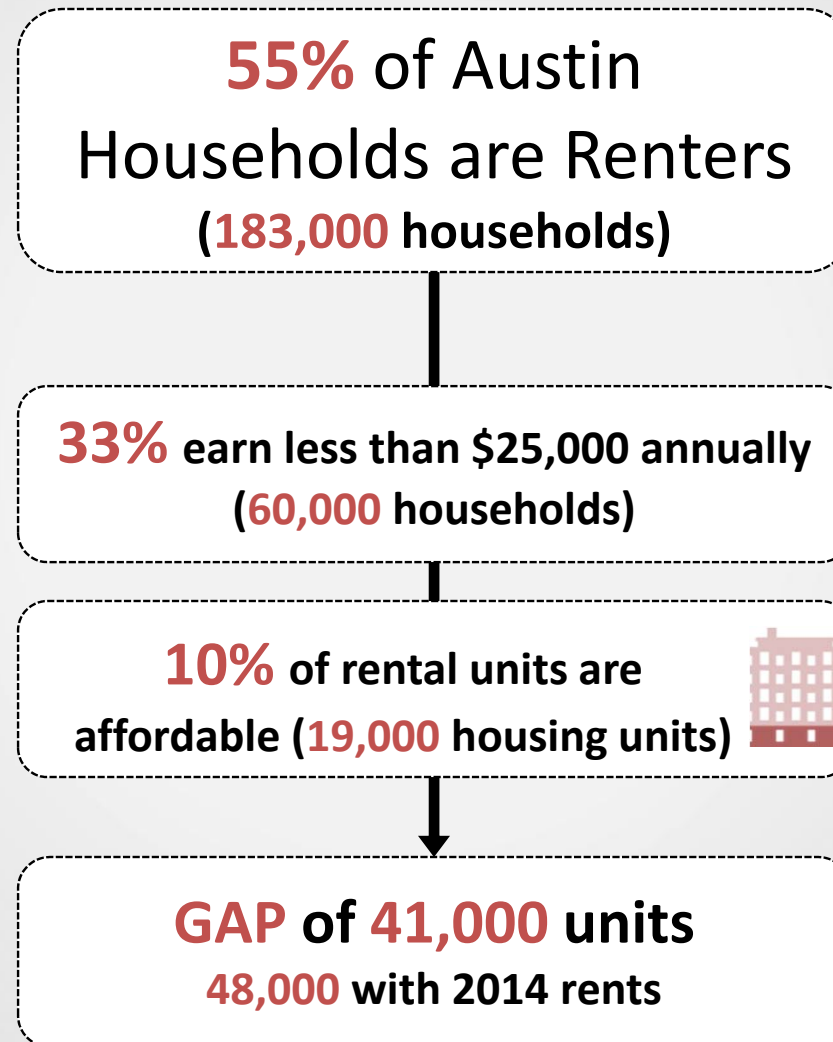 55% of Austin
Households are Renters
(183,000 households)
33% earn less than $25,000 annually
(60,000 households)
10% of rental units are
affordable (19,000 housing units)
GAP of 41,000 units
48,000 with 2014 rents